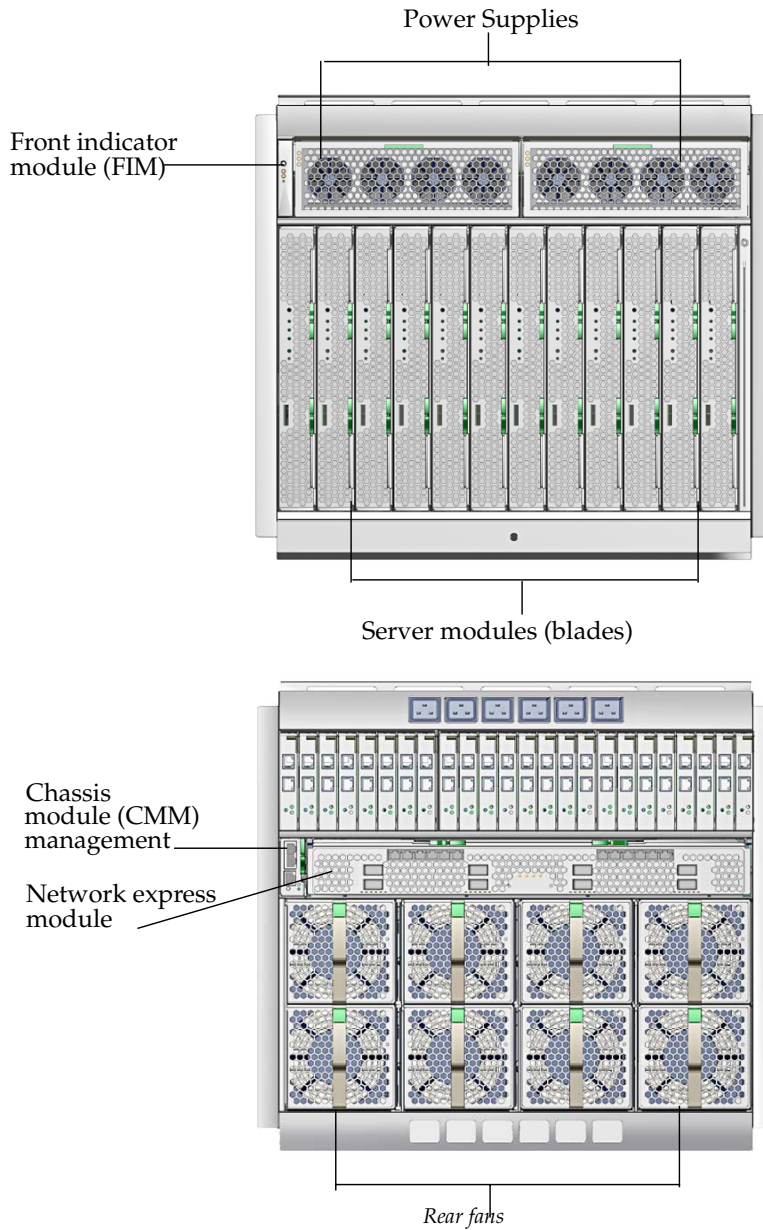 Power Supplies
Front indicator
module (FIM)
Server modules (blades)
Chassis
module (CMM)
management
Network express
module
Rear fans